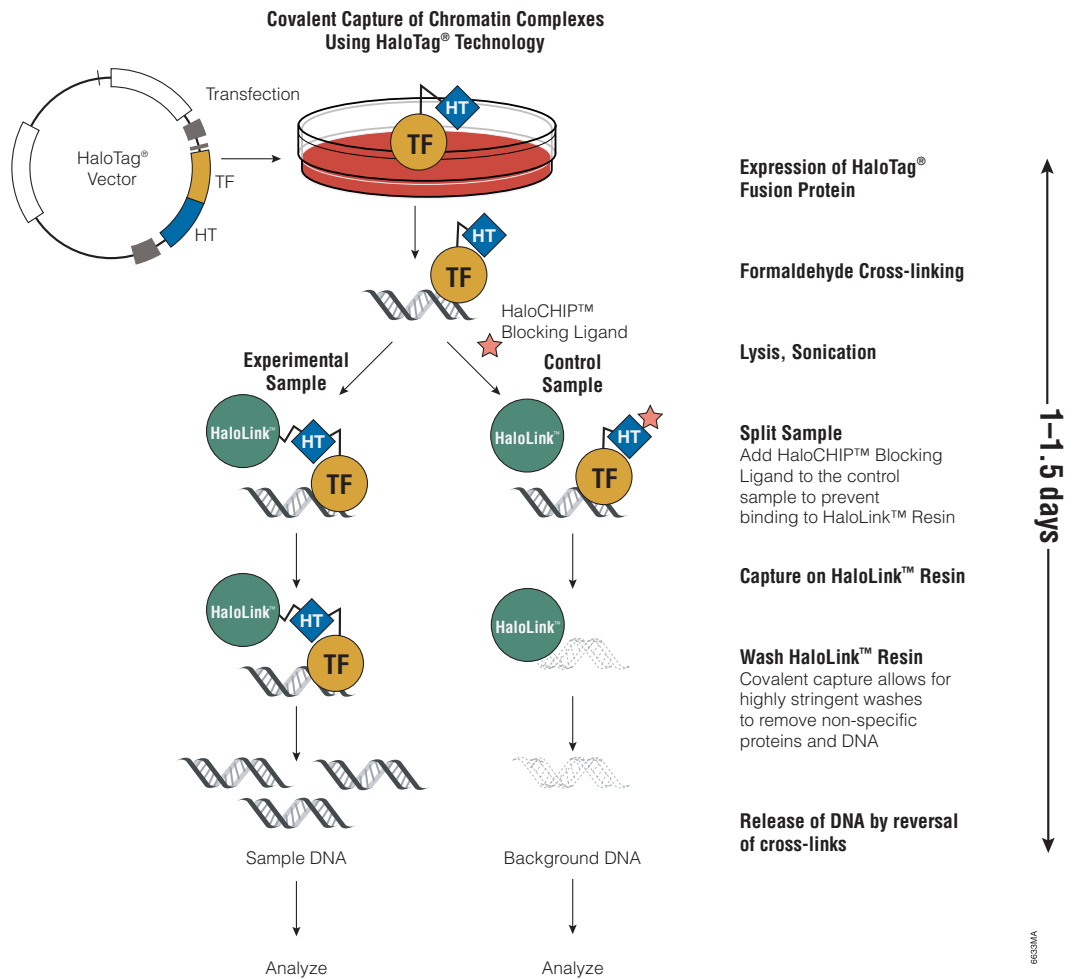 Covalent Capture of Chromatin Complexes
Using HaloTag® Technology
Transfection
HaloTag®
Vector
TF
HT
HT
TF
Expression of HaloTag®
Fusion Protein
HT
TF
Formaldehyde Cross-linking
HaloCHIP™
Blocking Ligand
Lysis, Sonication
Experimental
Sample
Control
Sample
HaloLink™
HT
TF
HaloLink™
HT
TF
Split Sample
Add HaloCHIP™ Blocking
Ligand to the control
sample to prevent
binding to HaloLink™ Resin
Capture on HaloLink™ Resin
HaloLink™
HT
TF
HaloLink™
Wash HaloLink™ Resin
Covalent capture allows for
highly stringent washes
to remove non-specific
proteins and DNA
Release of DNA by reversal
of cross-links
Sample DNA
Background DNA
Analyze
Analyze
1–1.5 days
6633MA